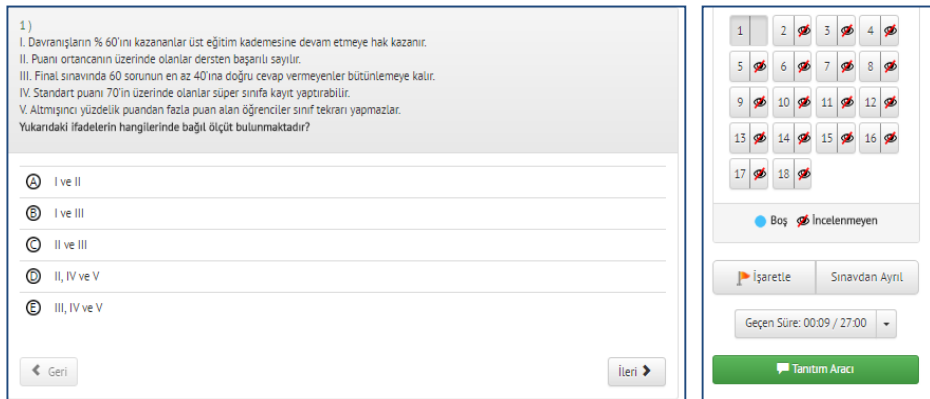 1 )
I. Davranışların % 60'ını kazananlar üst eğitim kademesine devam etmeye hak kazanır.
II. Puanı ortancanın üzerinde olanlar dersten başarılı sayılır.
III. Final sınavında 60 sorunun en az 40'ına doğru cevap vermeyenler bütünlemeye kalır.
IV. Standart puanı 70'in üzerinde olanlar süper sınıfa kayıt yaptırabilir.
V. Altmışıncı yüzdelik puandan fazla puan alan öğrenciler sınıf tekrarı yapmazlar.
Yukarıdaki ifadelerin hangilerinde bağıl ölçüt bulunmaktadır?
A I ve II
B I ve III
C II ve III
D II, IV ve V
E III, IV ve V
Geri
İleri
1 2 3 4
5 6 7 8
9 10 11 12
13 14 15 16
17 18
Boş İncelenmeyen
İşaretle Sınavdan Ayrıl
Geçen Süre: 00:09 / 27:00
Tanıtım Aracı